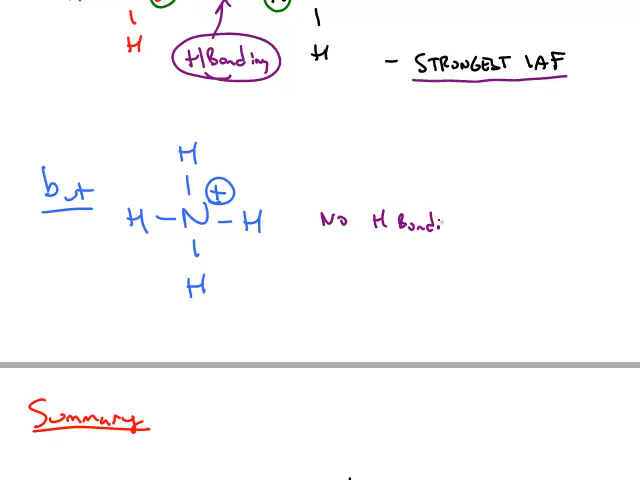 H
H Bonding
H
- STRONGEST IAF
but
H
H - N + - H
H
No H Bondi
Summary